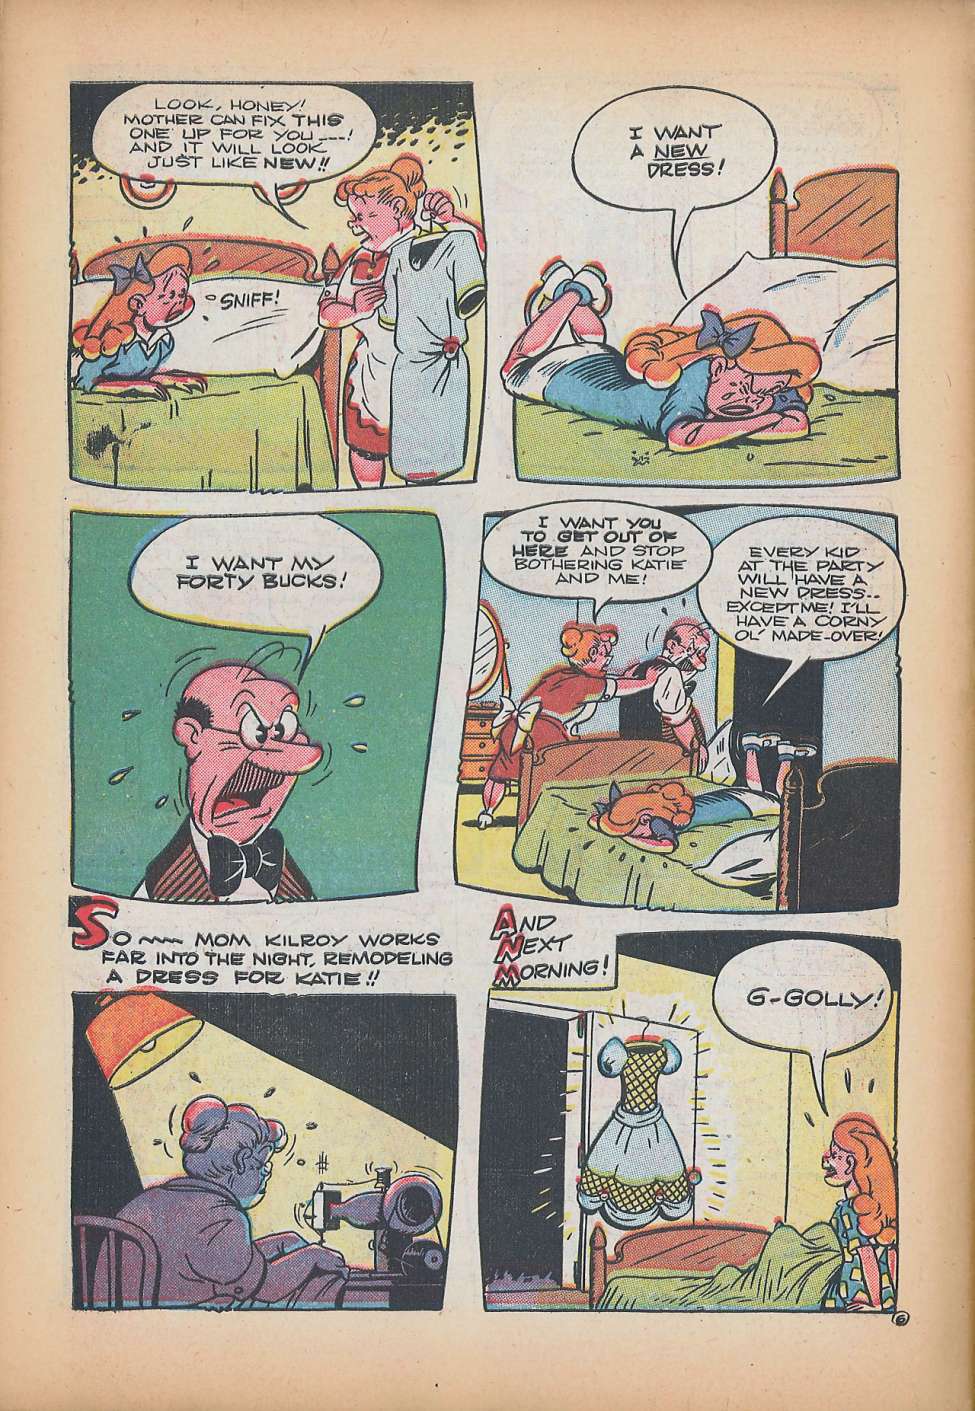 LOOK, HONEY!
MOTHER CAN FIX THIS
ONE UP FOR YOU ---!
AND IT WILL LOOK
JUST LIKE NEW!!
SNIFF!
I WANT
A NEW
DRESS!
I WANT MY
FORTY BUCKS!
I WANT YOU
TO GET OUT OF
HERE AND STOP
BOTHERING KATIE
AND ME!
EVERY KID
AT THE PARTY
WILL HAVE A
NEW DRESS--
EXCEPT ME! I'LL
HAVE A CORNY
OL' MADE-OVER!
SO ~~~ MOM KILROY WORKS
FAR INTO THE NIGHT, REMODELING
A DRESS FOR KATIE!!
AND
NEXT
MORNING!
G-GOLLY!
6